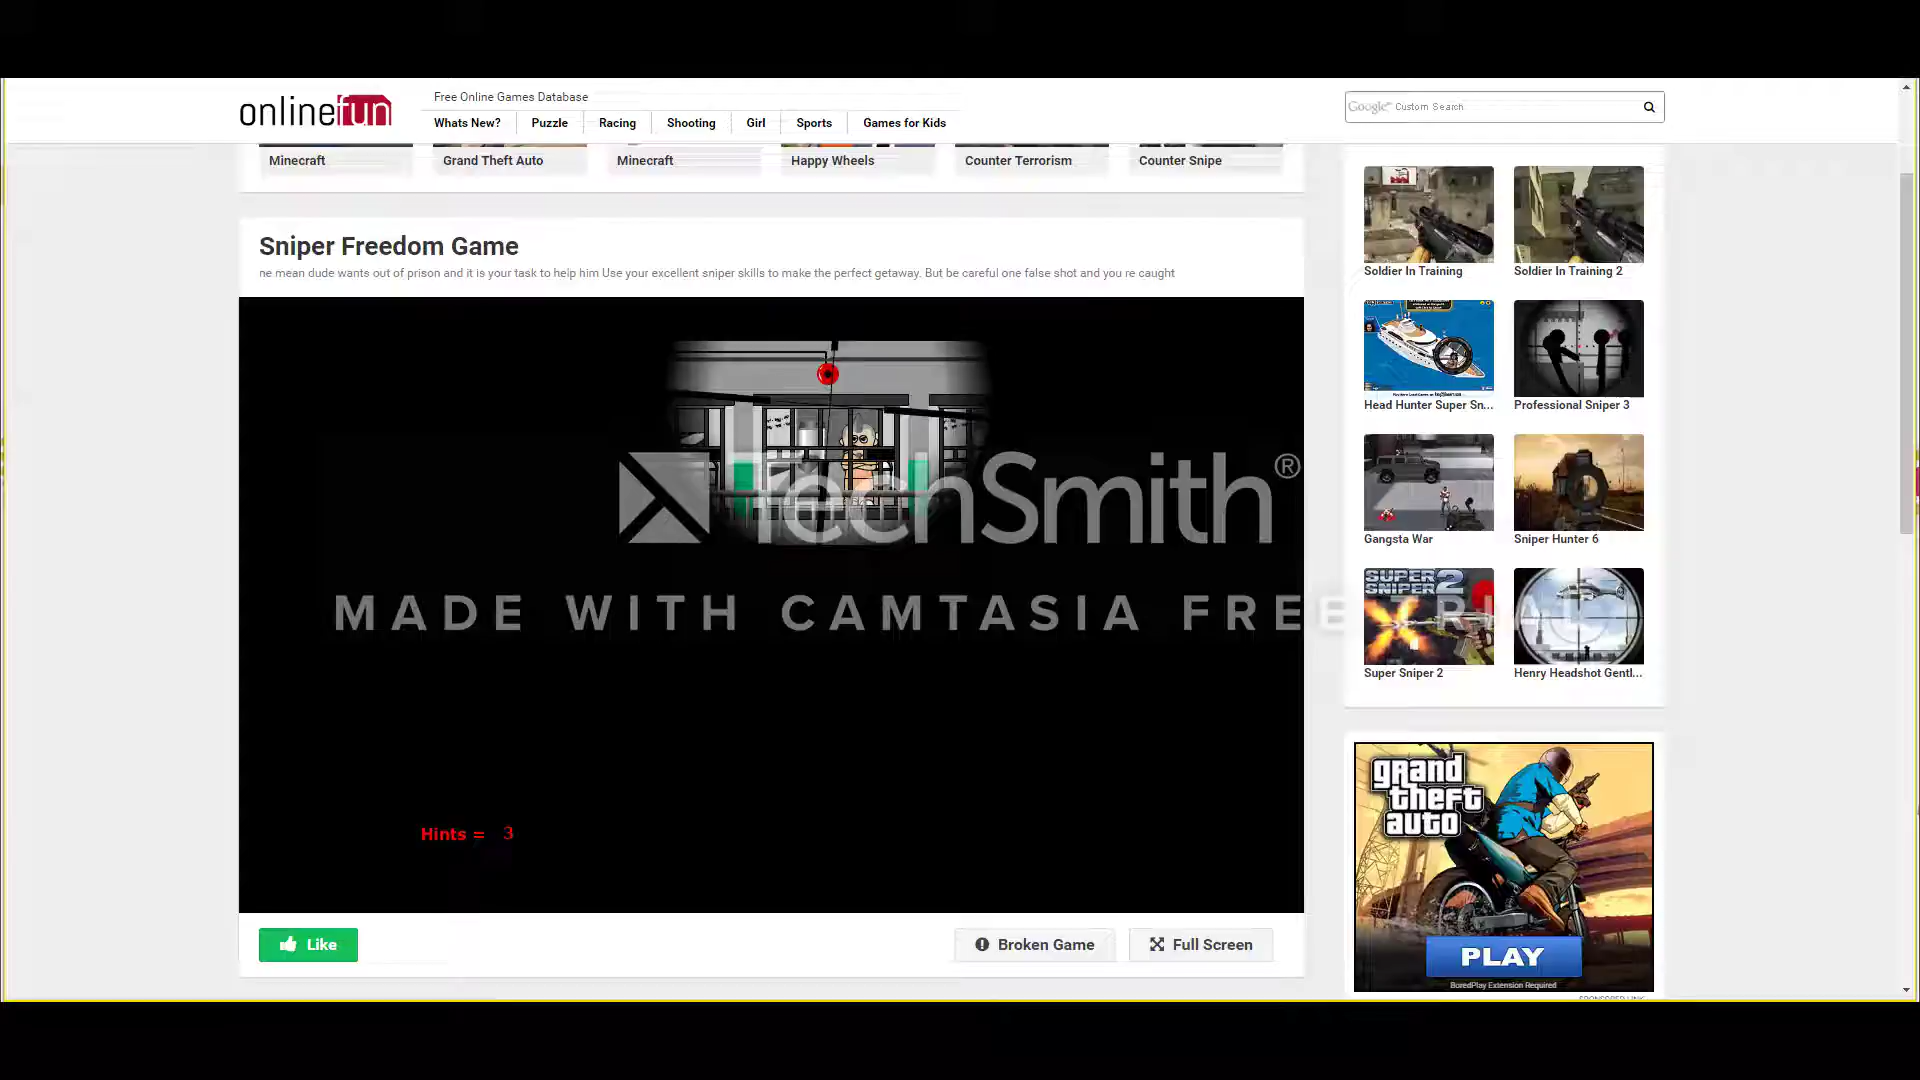 onlinefun
Free Online Games Database
Whats New?
Puzzle
Racing
Shooting
Girl
Sports
Games for Kids
Google™ Custom Search
Minecraft
Grand Theft Auto
Minecraft
Happy Wheels
Counter Terrorism
Counter Snipe
Sniper Freedom Game
ne mean dude wants out of prison and it is your task to help him Use your excellent sniper skills to make the perfect getaway. But be careful one false shot and you re caught
TechSmith®
MADE WITH CAMTASIA FREE TRIAL
Hints = 3
Like
Broken Game
Full Screen
Soldier In Training
Soldier In Training 2
Head Hunter Super Sn...
Professional Sniper 3
Gangsta War
Sniper Hunter 6
SUPER
SNIPER 2
Super Sniper 2
Henry Headshot Gentl...
grand
theft
auto
PLAY
BoredPlay Extension Required
SPONSORED LINK